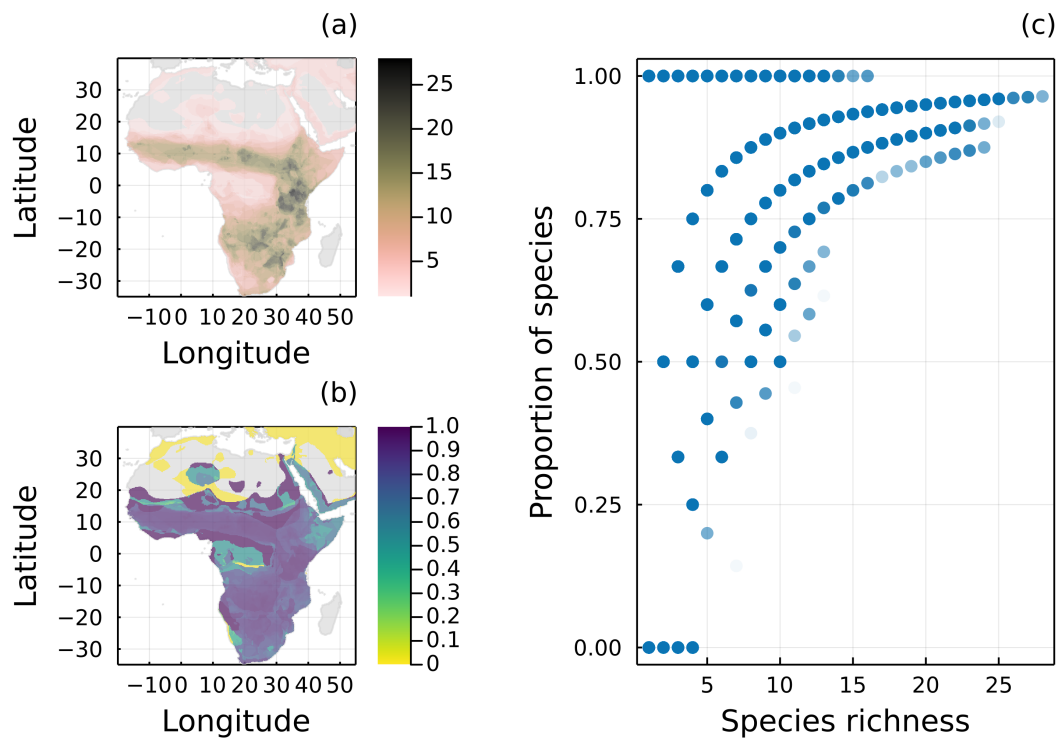 (a)
30
20
10
0
−10
−20
−30
Latitude
−10 0 10 20 30 40 50
Longitude
25
20
15
10
5
(b)
30
20
10
0
−10
−20
−30
Latitude
−10 0 10 20 30 40 50
Longitude
1.0
0.9
0.8
0.7
0.6
0.5
0.4
0.3
0.2
0.1
0
(c)
1.00
0.75
0.50
0.25
0.00
Proportion of species
5 10 15 20 25
Species richness